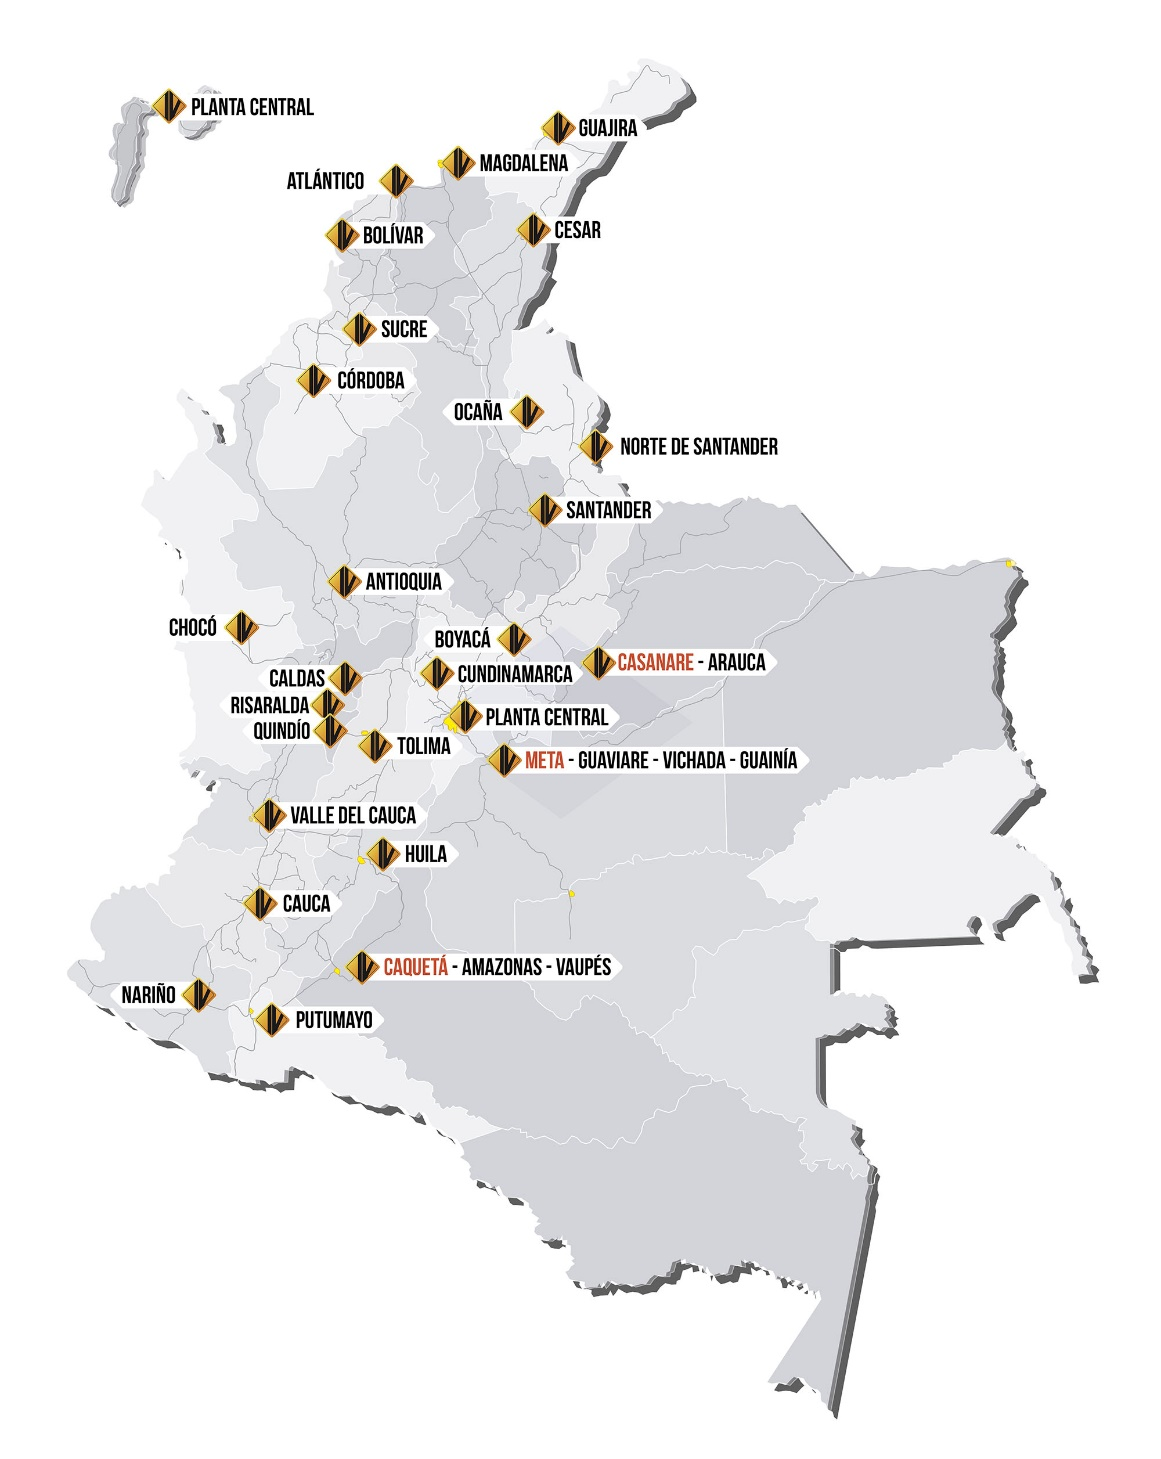 PLANTA CENTRAL
GUAJIRA
MAGDALENA
ATLÁNTICO
CESAR
BOLÍVAR
SUCRE
CÓRDOBA
OCAÑA
NORTE DE SANTANDER
SANTANDER
ANTIOQUIA
CHOCÓ
BOYACÁ
CASANARE - ARAUCA
CUNDINAMARCA
CALDAS
RISARALDA
PLANTA CENTRAL
QUINDÍO
TOLIMA
META - GUAVIARE - VICHADA - GUAINÍA
VALLE DEL CAUCA
HUILA
CAUCA
CAQUETÁ - AMAZONAS - VAUPÉS
NARIÑO
PUTUMAYO